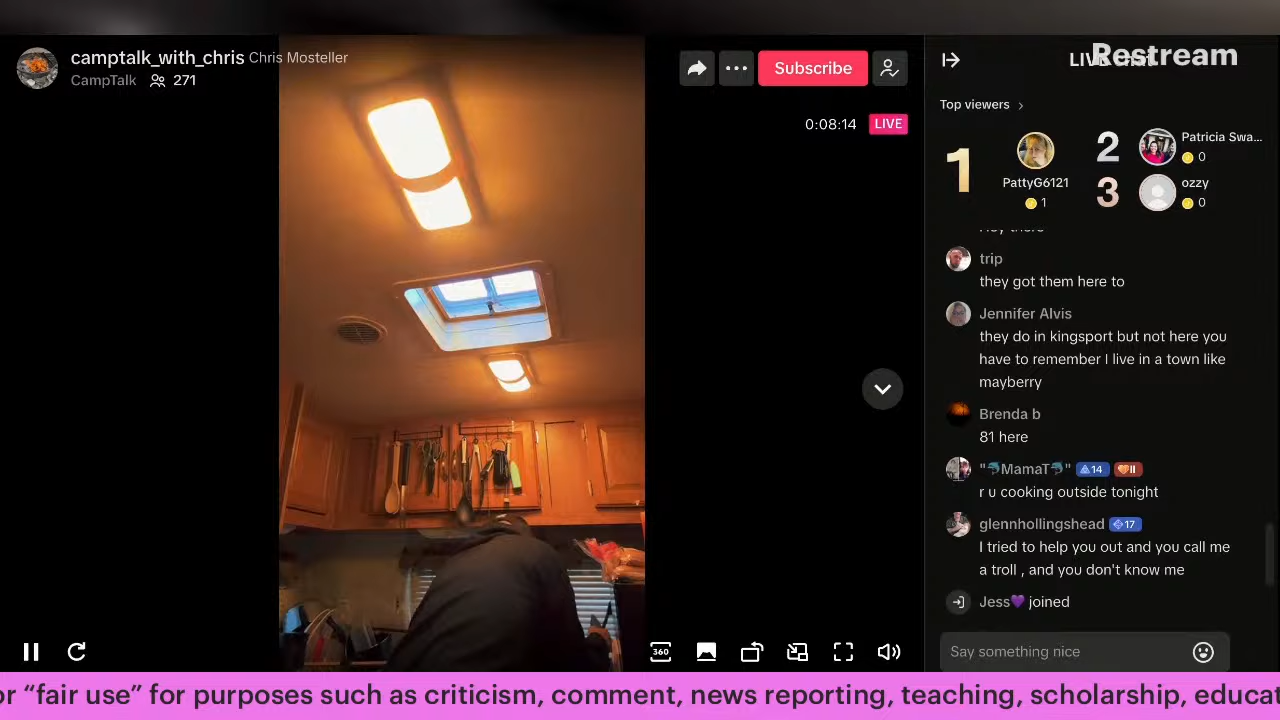 camptalk_with_chris Chris Mosteller
CampTalk 271
Subscribe
0:08:14 LIVE
Restream
Top viewers
1
PattyG6121
1
2
Patricia Swa...
0
3
ozzy
0
trip
they got them here to
Jennifer Alvis
they do in kingsport but not here you
have to remember I live in a town like
mayberry
Brenda b
81 here
"🐬MamaT🐬" 14 II
r u cooking outside tonight
glennhollingshead 17
I tried to help you out and you call me
a troll , and you don't know me
Jess💜 joined
Say something nice
360
or “fair use” for purposes such as criticism, comment, news reporting, teaching, scholarship, educat